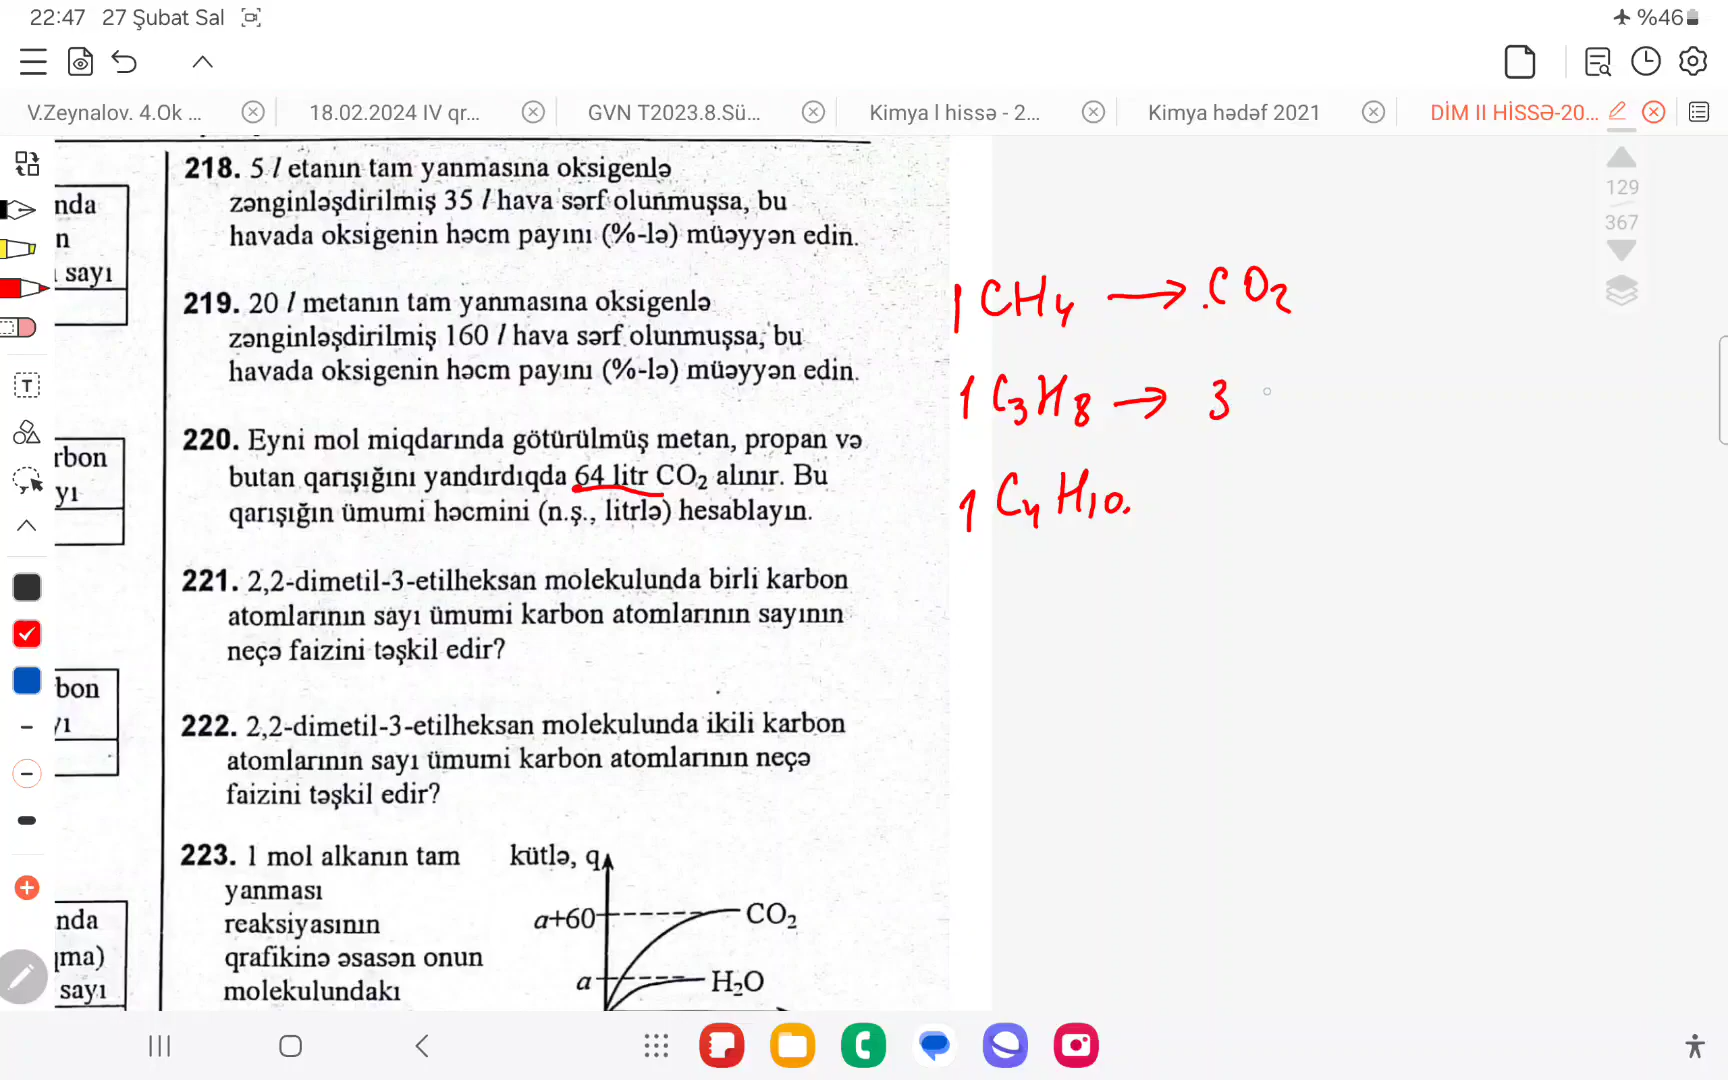 22:47 27 Şubat Sal
%46
V.Zeynalov. 4.Ok ...
18.02.2024 IV qr...
GVN T2023.8.Sü...
Kimya I hissə - 2...
Kimya hədəf 2021
DİM II HİSSƏ-20...
129
367
nda
n
sayı
rbon
yı
bon
/ı
nda
ıma)
sayı
T
218. 5 l etanın tam yanmasına oksigenlə
zənginləşdirilmiş 35 l hava sərf olunmuşsa, bu
havada oksigenin həcm payını (%-lə) müəyyən edin.
219. 20 l metanın tam yanmasına oksigenlə
zənginləşdirilmiş 160 l hava sərf olunmuşsa, bu
havada oksigenin həcm payını (%-lə) müəyyən edin.
220. Eyni mol miqdarında götürülmüş metan, propan və
butan qarışığını yandırdıqda 64 litr CO₂ alınır. Bu
qarışığın ümumi həcmini (n.ş., litrlə) hesablayın.
221. 2,2-dimetil-3-etilheksan molekulunda birli karbon
atomlarının sayı ümumi karbon atomlarının sayının
neçə faizini təşkil edir?
222. 2,2-dimetil-3-etilheksan molekulunda ikili karbon
atomlarının sayı ümumi karbon atomlarının neçə
faizini təşkil edir?
223. 1 mol alkanın tam
yanması
reaksiyasının
qrafikinə əsasən onun
molekulundakı
kütlə, q
a+60
CO₂
a
H₂O
1 CH₄ → CO₂
1 C₃H₈ → 3
1 C₄H₁₀.